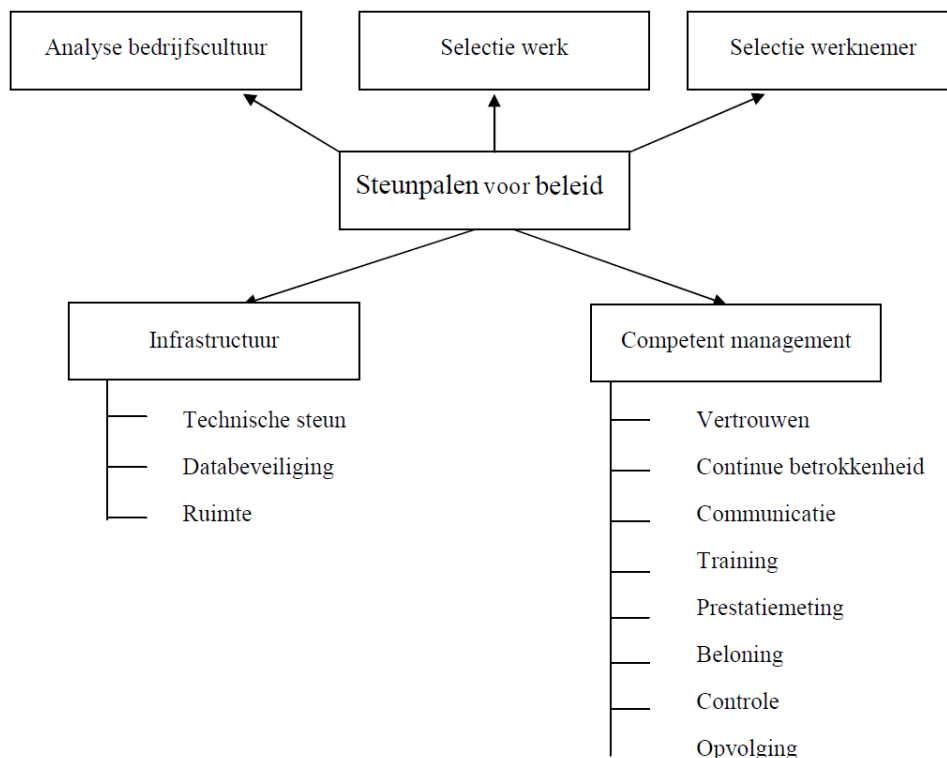 Analyse bedrijfscultuur
Selectie werk
Selectie werknemer
Steunpalen voor beleid
Infrastructuur
Technische steun
Databeveiliging
Ruimte
Competent management
Vertrouwen
Continue betrokkenheid
Communicatie
Training
Prestatiemeting
Beloning
Controle
Opvolging